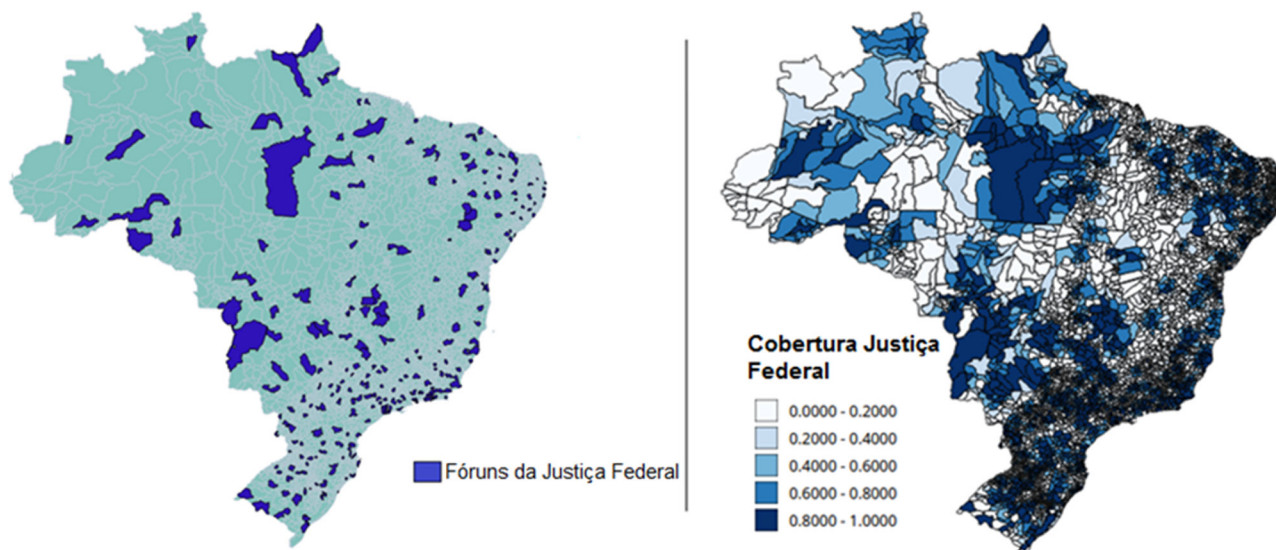 Fóruns da Justiça Federal
Cobertura Justiça
Federal
0.0000 - 0.2000
0.2000 - 0.4000
0.4000 - 0.6000
0.6000 - 0.8000
0.8000 - 1.0000